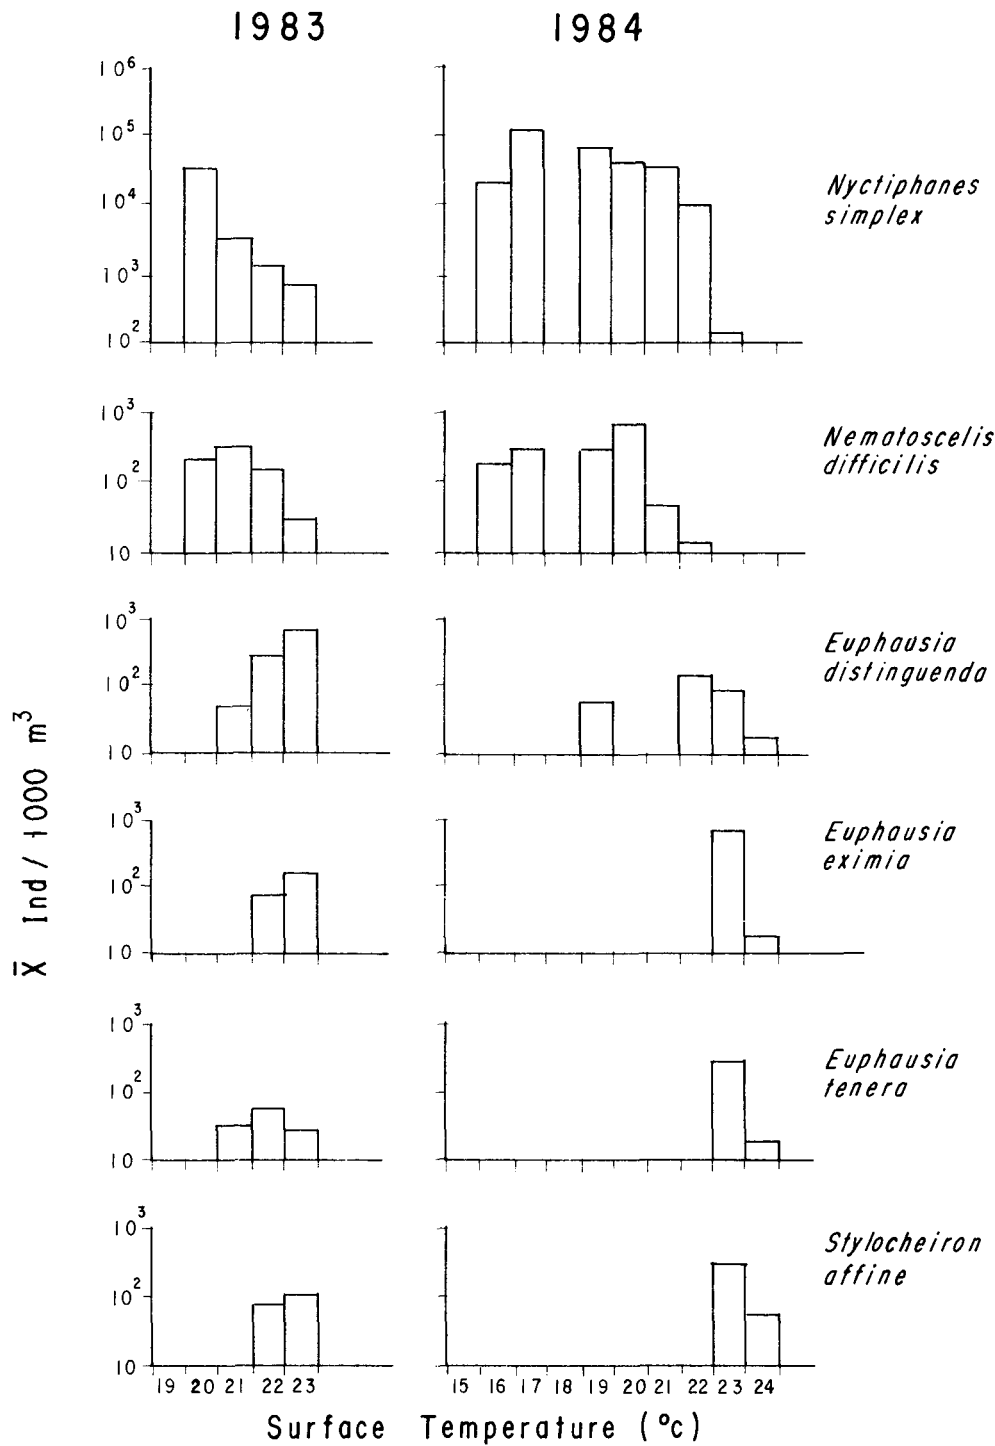 1983 1984
10⁶
10⁵
10⁴
10³
10²
Nyctiphanes
simplex
10³
10²
10
Nematoscelis
difficilis
10³
10²
10
Euphausia
distinguenda
10³
10²
10
Euphausia
eximia
10³
10²
10
Euphausia
tenera
10³
10²
10
Stylocheiron
affine
X̄ Ind / 1000 m³
19 20 21 22 23 15 16 17 18 19 20 21 22 23 24
Surface Temperature (°c)